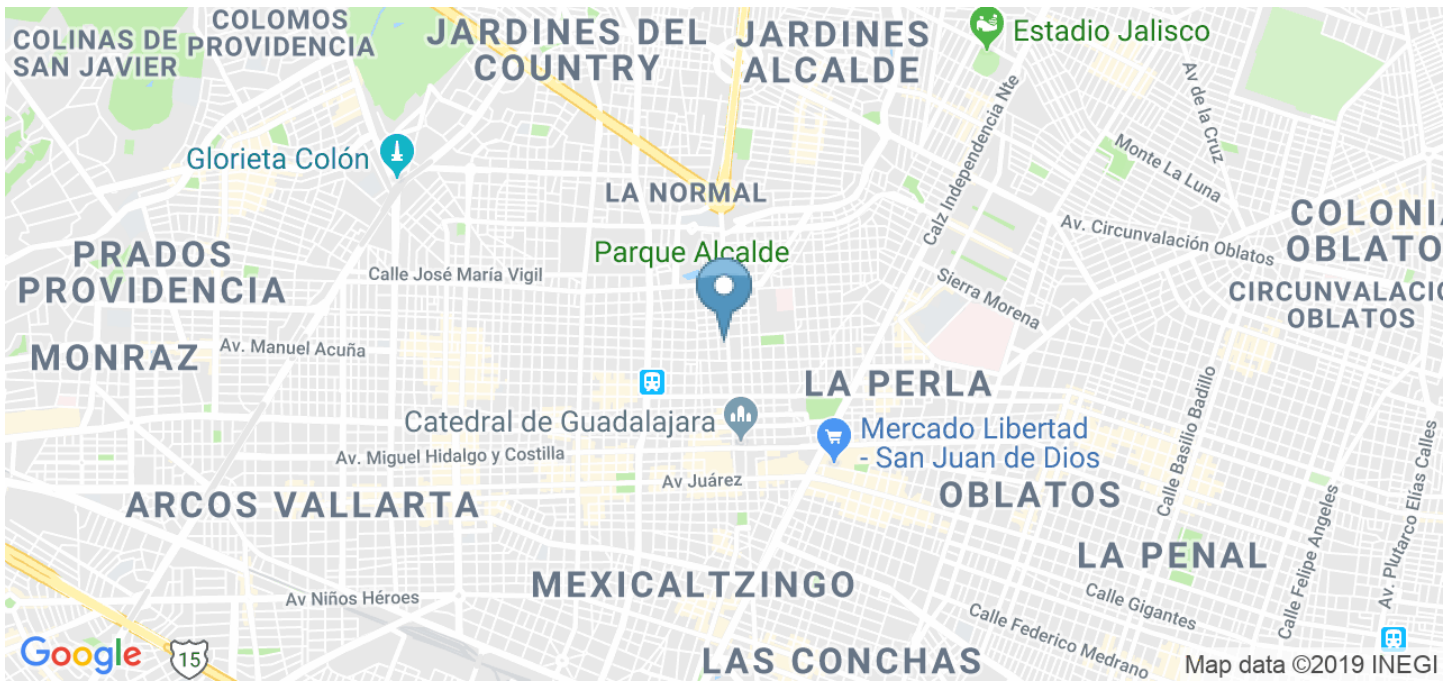 COLINAS DE
SAN JAVIER
COLOMOS
PROVIDENCIA
JARDINES DEL
COUNTRY
JARDINES
ALCALDE
Estadio Jalisco
Av de la Cruz
Glorieta Colón
Monte La Luna
LA NORMAL
Calz Independencia Nte
COLONIA
OBLATO
Av. Circunvalación Oblatos
PRADOS
PROVIDENCIA
Parque Alcalde
Calle José María Vigil
Sierra Morena
CIRCUNVALACIO
OBLATOS
MONRAZ
Av. Manuel Acuña
LA PERLA
Calle Basilio Badillo
Catedral de Guadalajara
Mercado Libertad
- San Juan de Dios
Av. Miguel Hidalgo y Costilla
Av Juárez
ARCOS VALLARTA
OBLATOS
Av. Plutarco Elías Calles
Calle Felipe Angeles
LA PENAL
MEXICALTZINGO
Av Niños Héroes
Calle Gigantes
Calle Federico Medrano
Google
15
LAS CONCHAS
Map data ©2019 INEGI